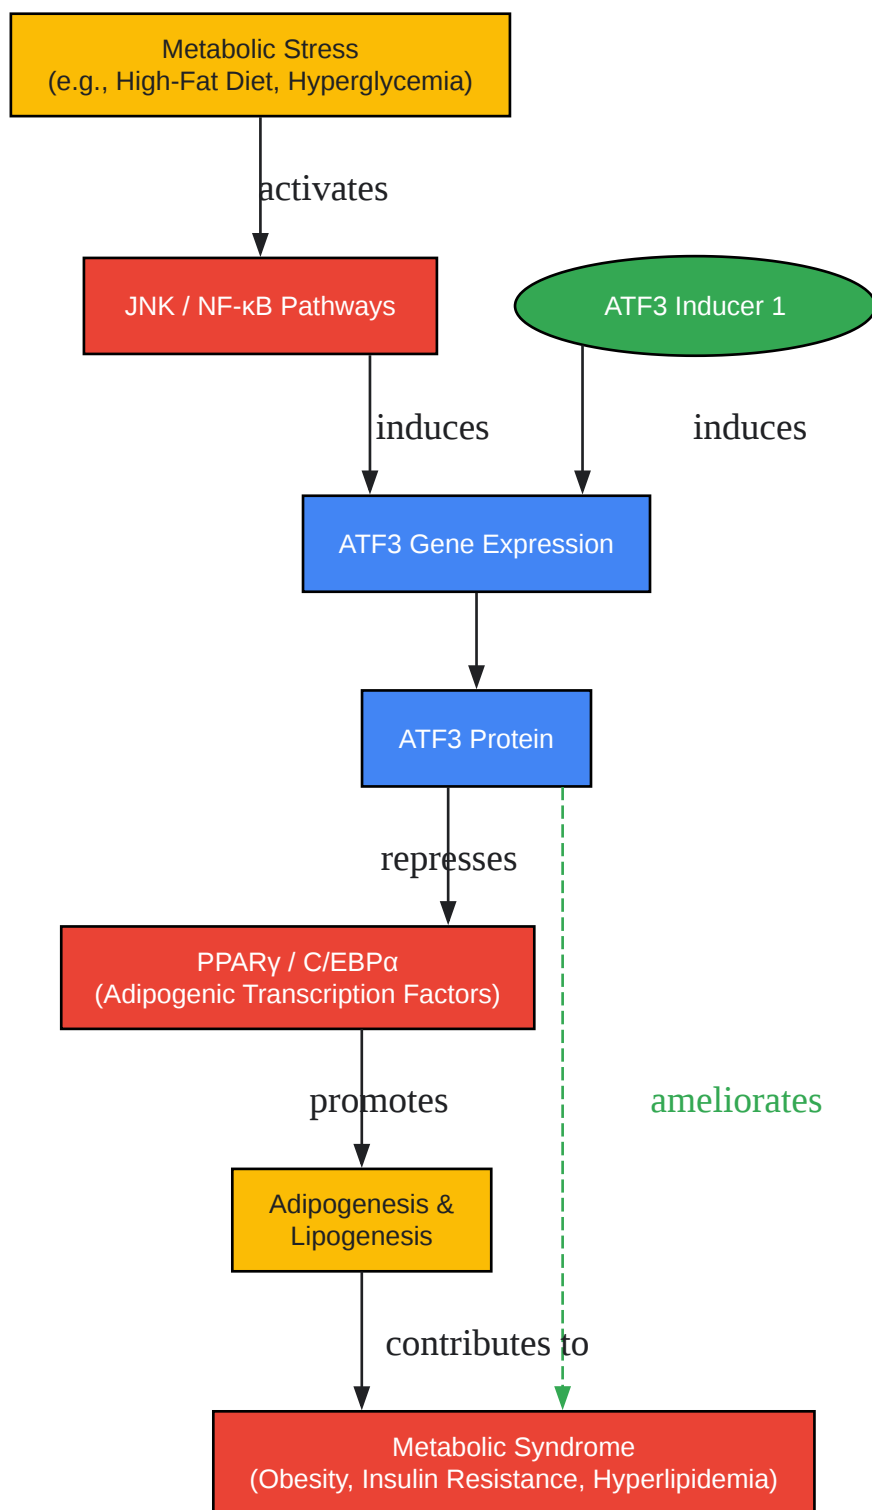 Metabolic Stress
(e.g., High-Fat Diet, Hyperglycemia)
activates
JNK / NF-κB Pathways
ATF3 Inducer 1
induces
induces
ATF3 Gene Expression
ATF3 Protein
represses
PPARγ / C/EBPα
(Adipogenic Transcription Factors)
promotes
ameliorates
Adipogenesis &
Lipogenesis
contributes to
Metabolic Syndrome
(Obesity, Insulin Resistance, Hyperlipidemia)